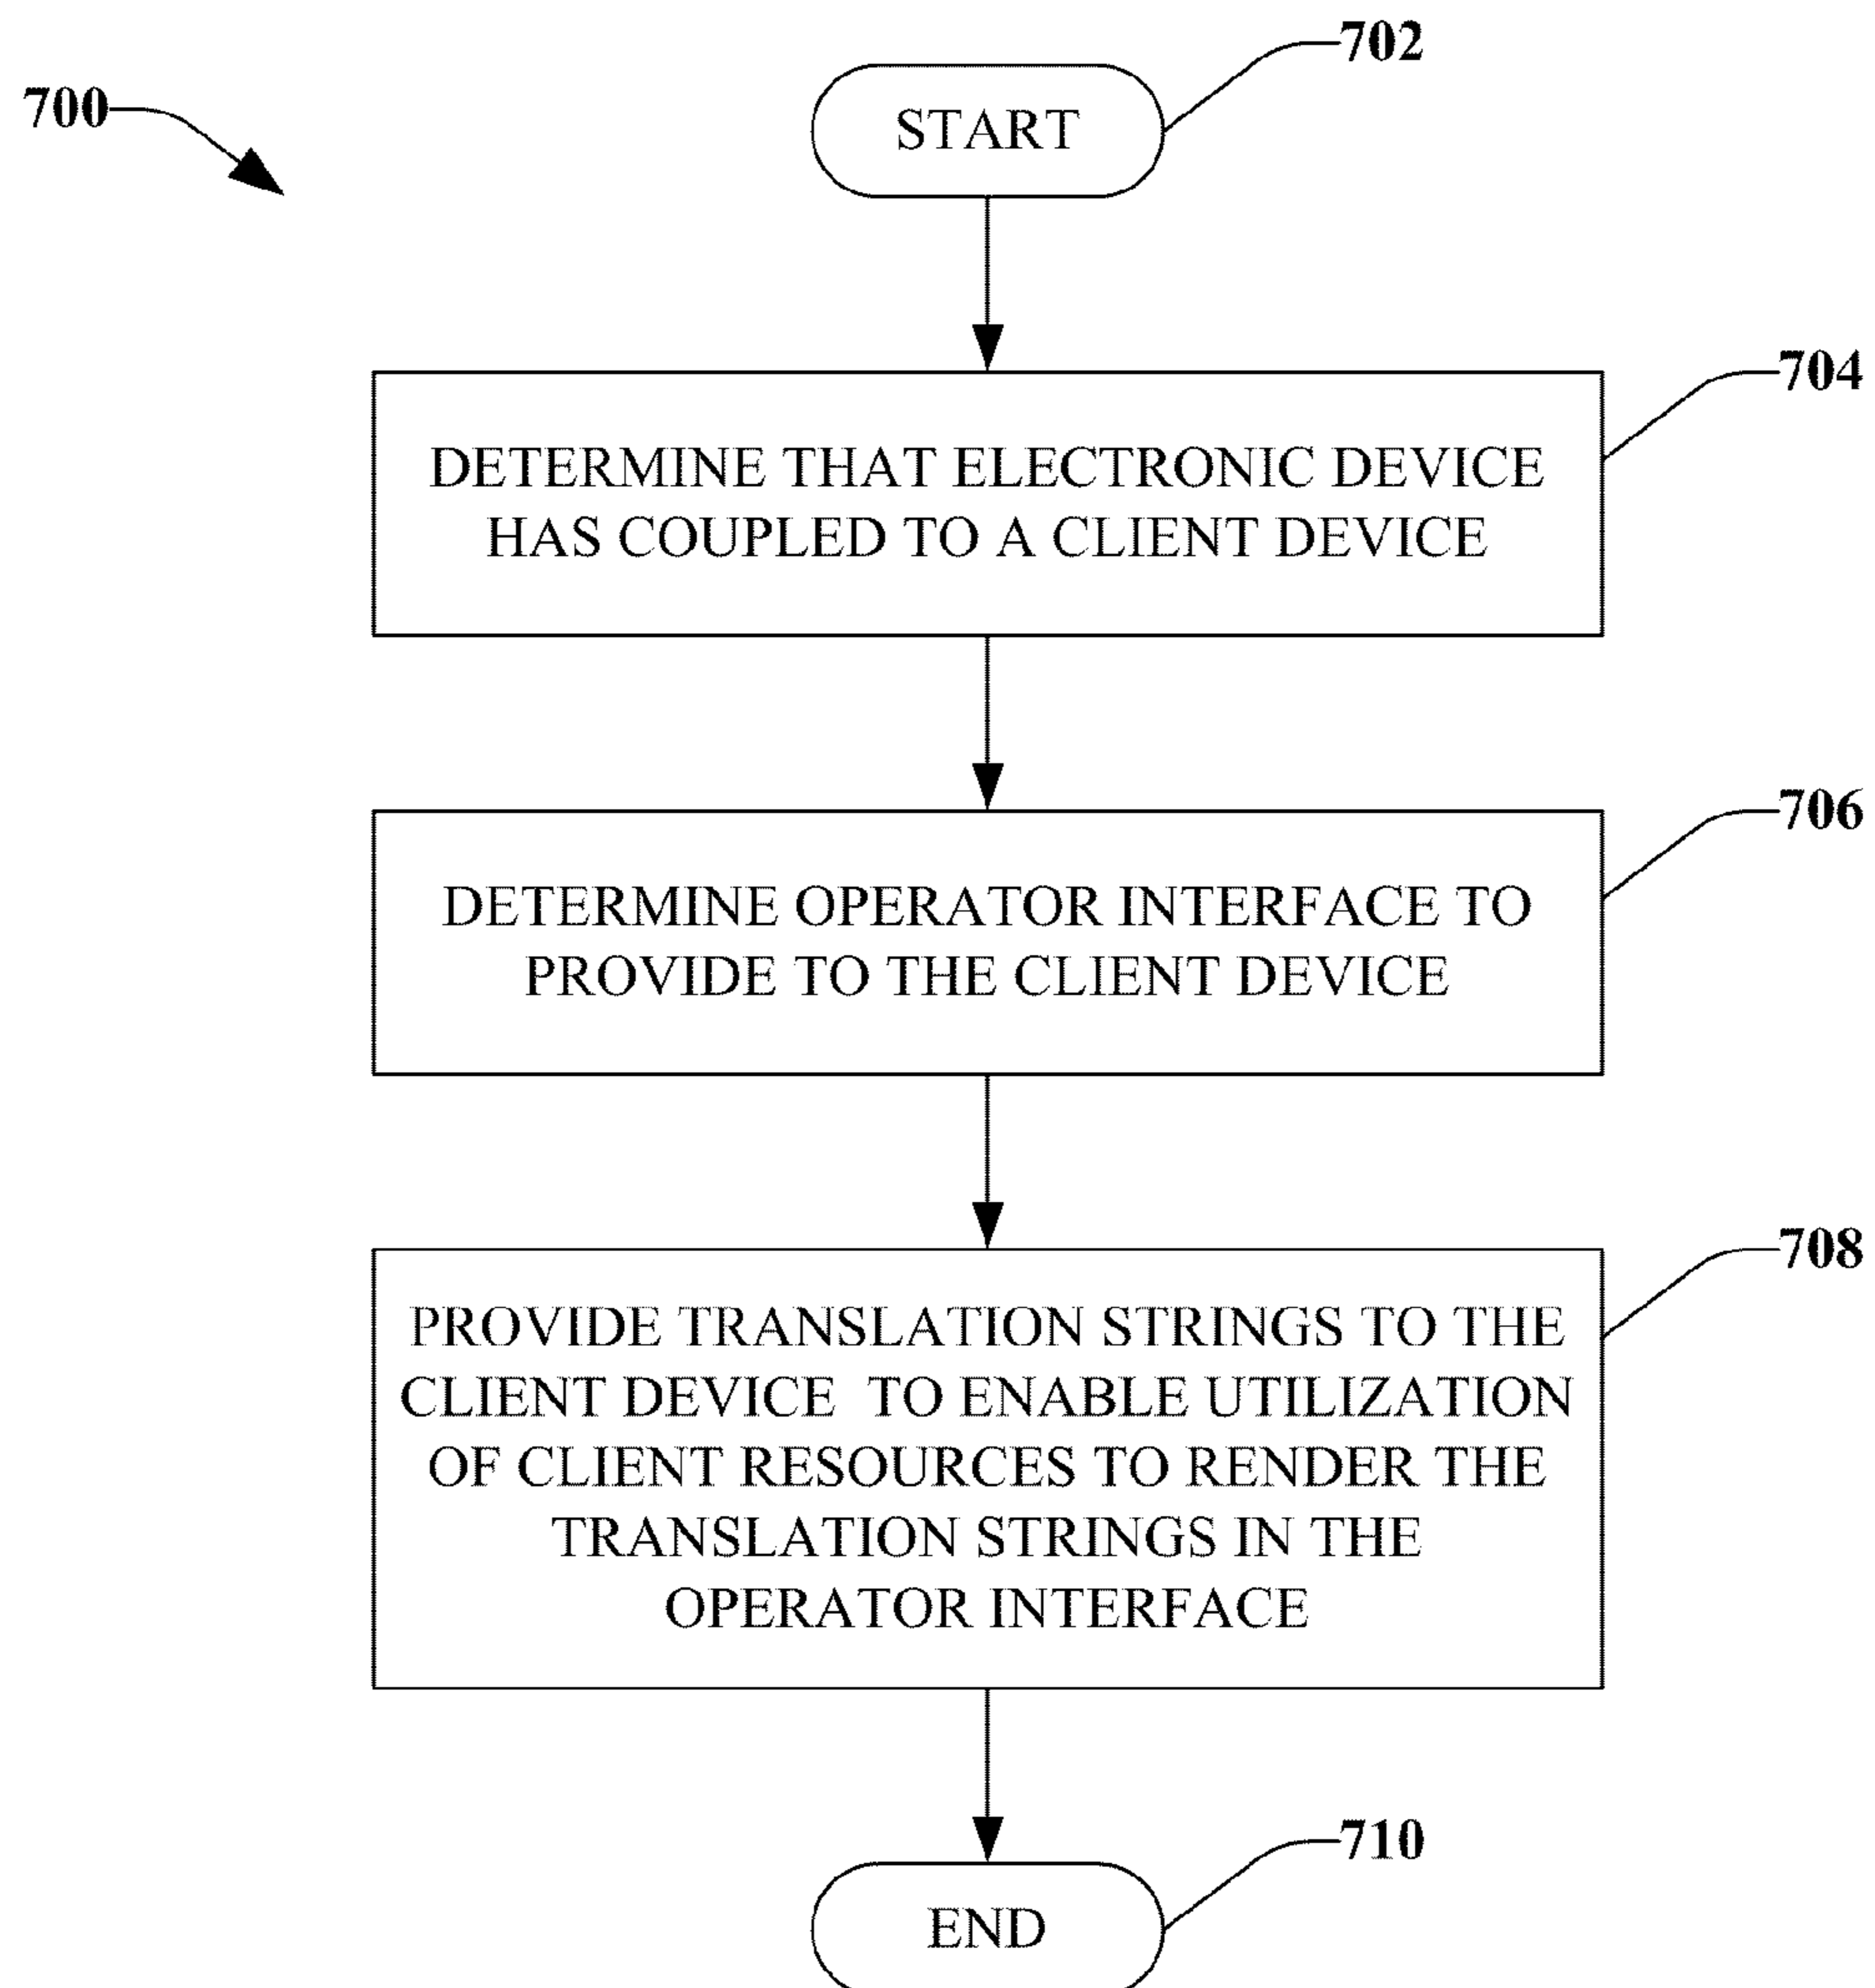 702
700
START
704
DETERMINE THAT ELECTRONIC DEVICE
HAS COUPLED TO A CLIENT DEVICE
706
DETERMINE OPERATOR INTERFACE TO
PROVIDE TO THE CLIENT DEVICE
708
PROVIDE TRANSLATION STRINGS TO THE
CLIENT DEVICE TO ENABLE UTILIZATION
OF CLIENT RESOURCES TO RENDER THE
TRANSLATION STRINGS IN THE
OPERATOR INTERFACE
710
END